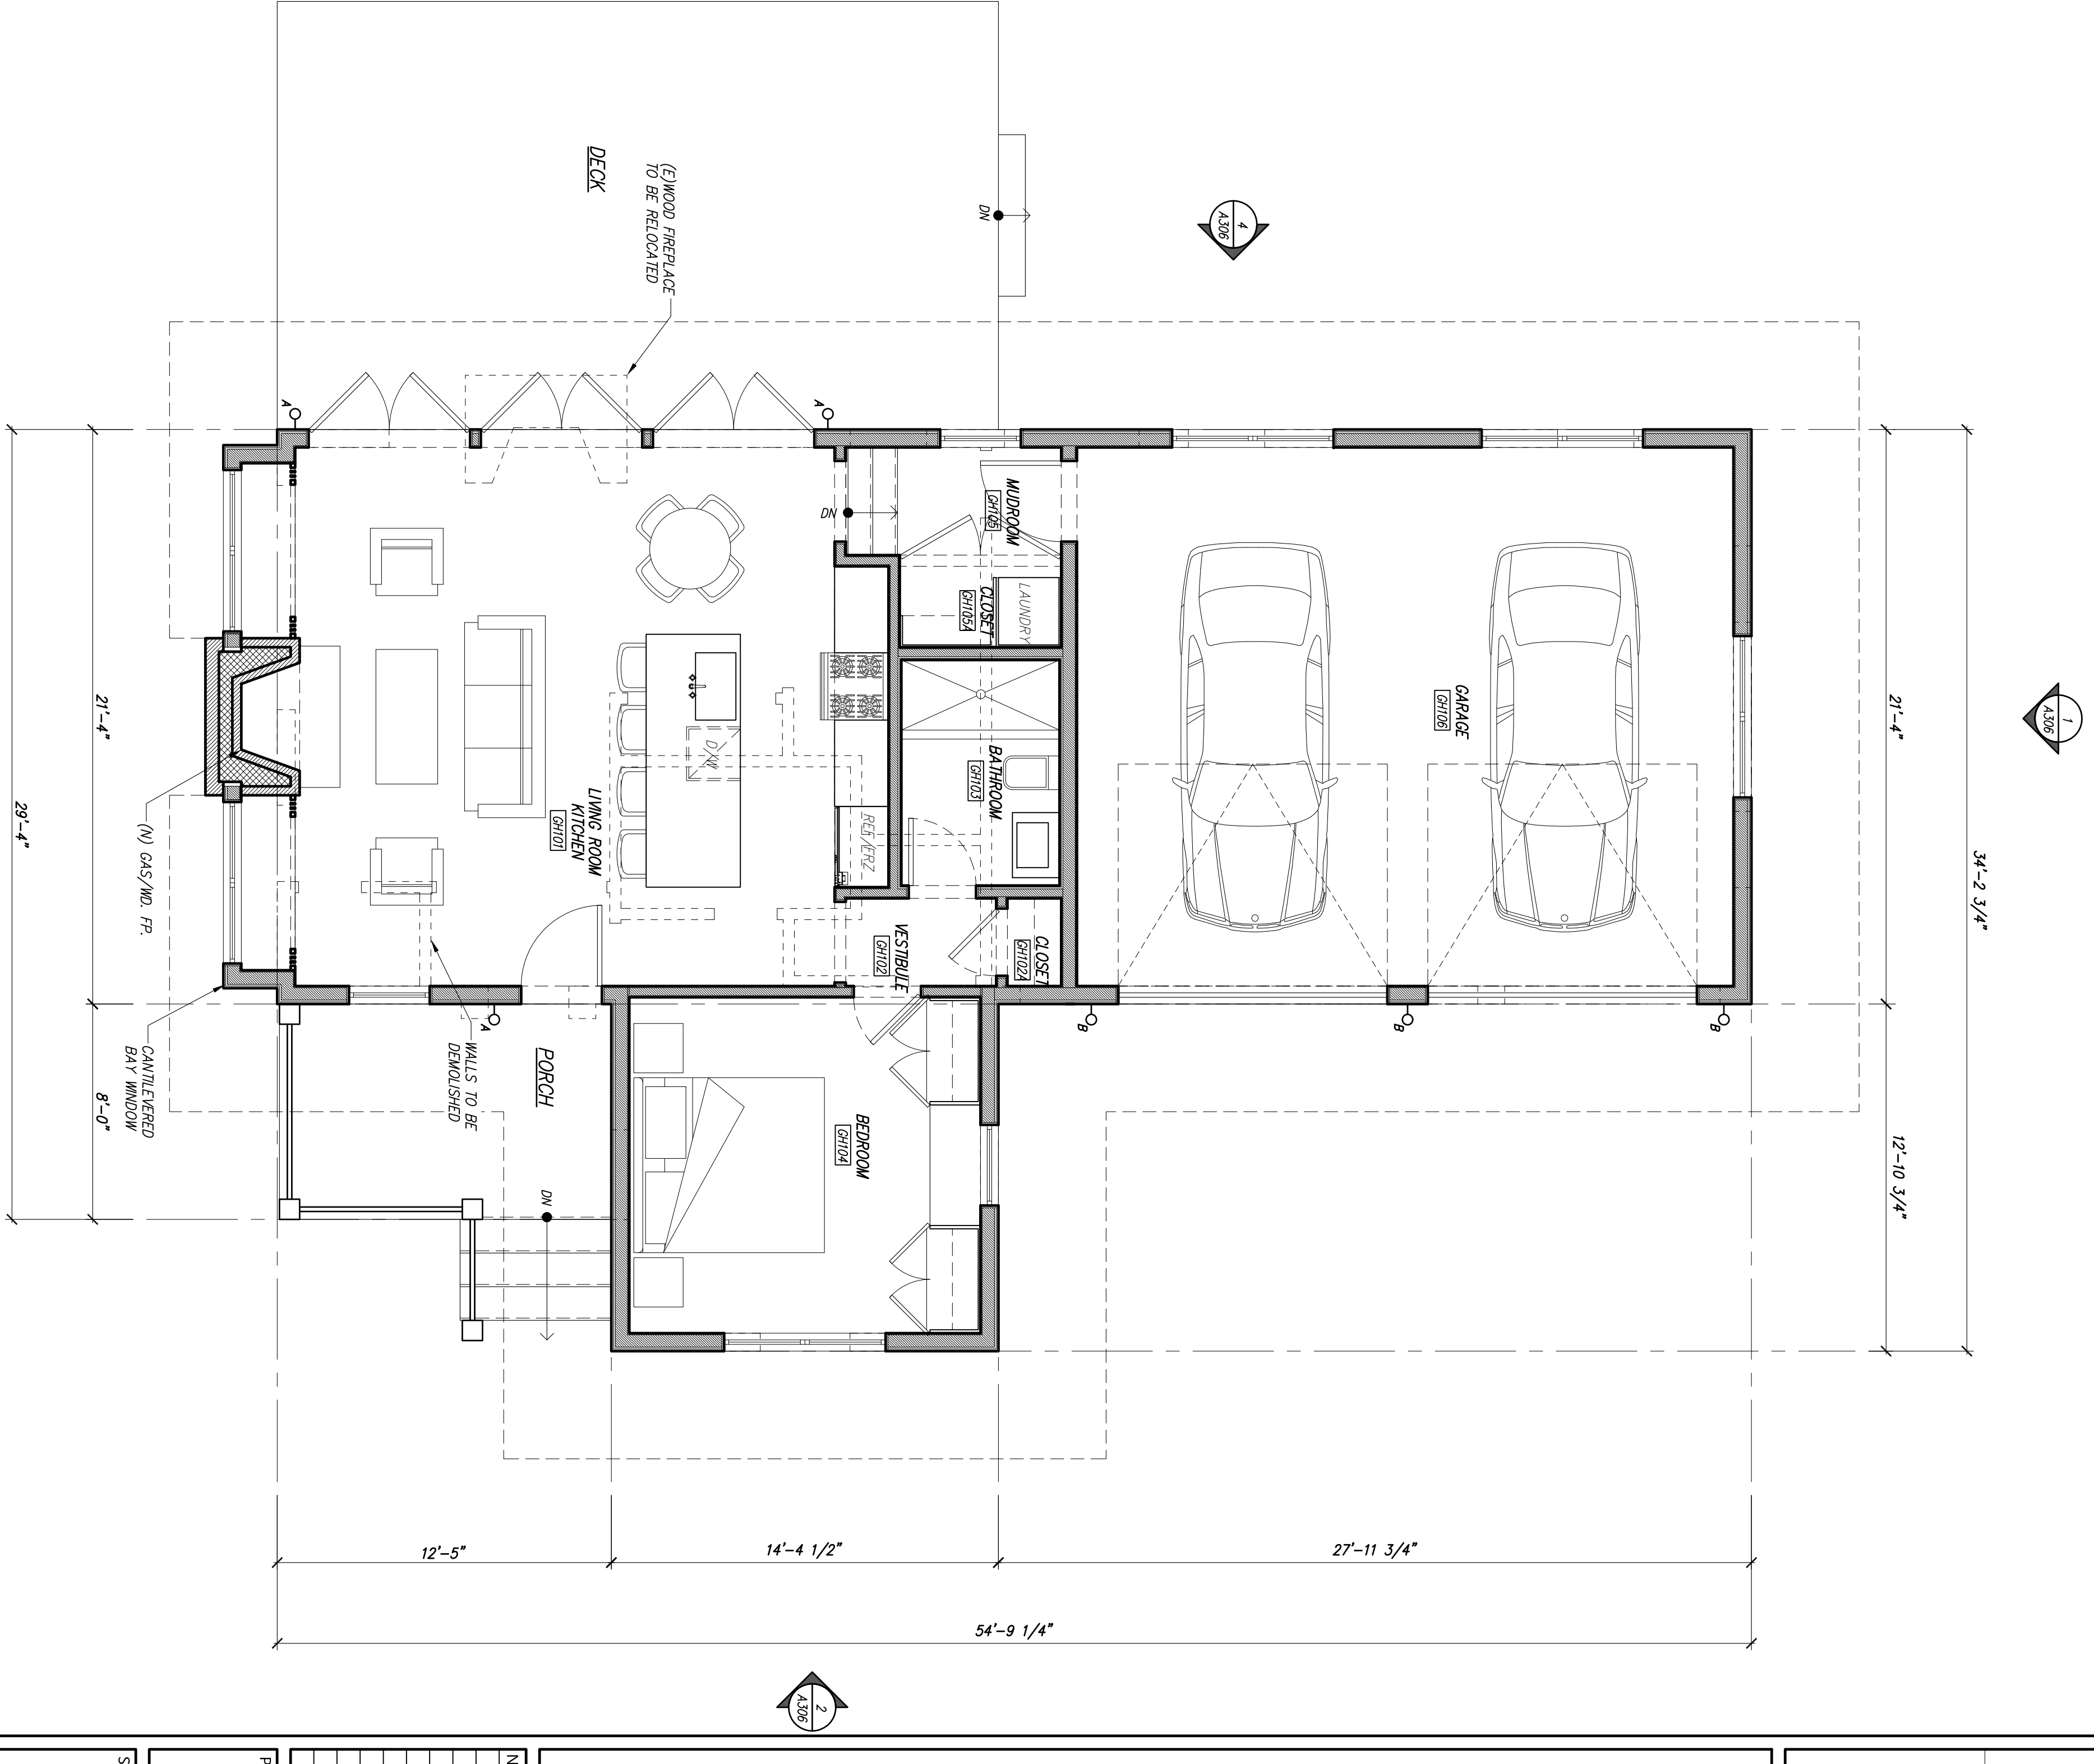 1
A306
34'-2 3/4"
21'-4"
12'-10 3/4"
GARAGE
GH106
B
B
B
4
A306
DN
MUDROOM
GH105
LAUNDRY
CLOSET
GH105A
BATHROOM
GH103
CLOSET
GH102A
VESTIBULE
GH102
DN
REF/FRZ
BEDROOM
GH104
A
D/W
(E)WOOD FIREPLACE
TO BE RELOCATED
DECK
LIVING ROOM
KITCHEN
GH101
PORCH
DN
A
WALLS TO BE
DEMOLISHED
A
(N) GAS/WD. FP.
CANTILEVERED
BAY WINDOW
21'-4"
8'-0"
29'-4"
27'-11 3/4"
14'-4 1/2"
12'-5"
54'-9 1/4"
2
A306
N
P
S